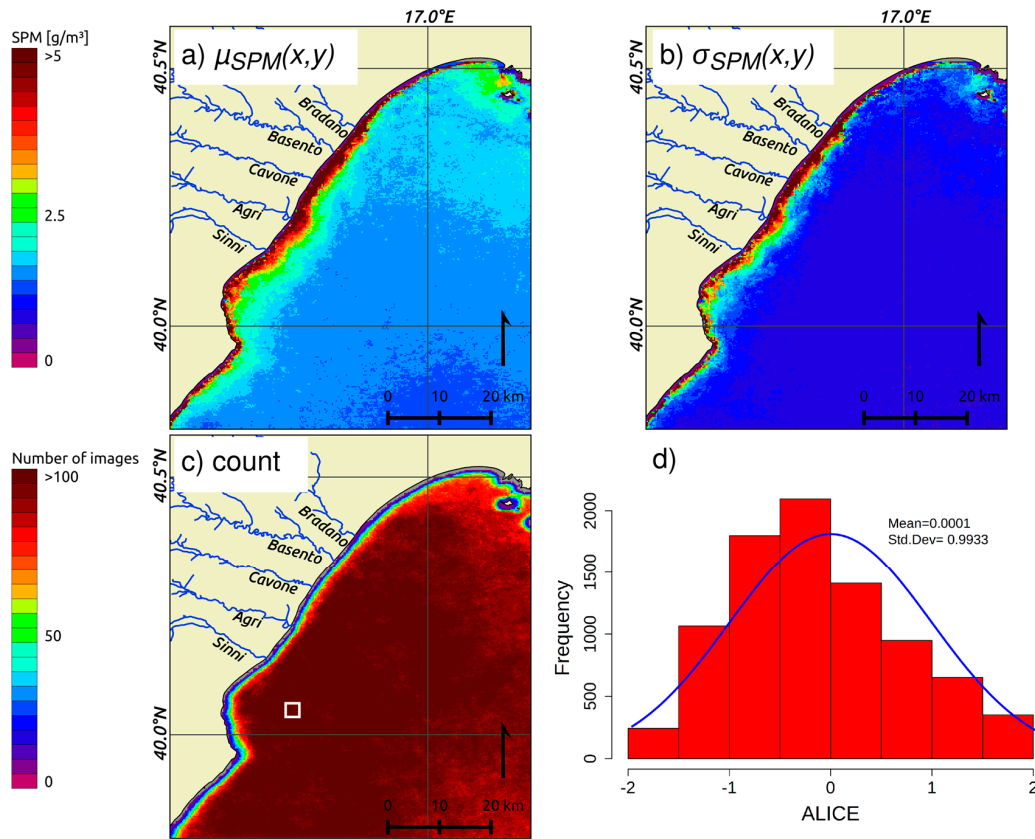 17.0°E
17.0°E
SPM [g/m³]
>5
2.5
0
a) μSPM(x,y)
40.5°N
40.0°N
Bradano
Basento
Cavone
Agri
Sinni
0 10 20 km
b) σSPM(x,y)
40.5°N
40.0°N
Bradano
Basento
Cavone
Agri
Sinni
0 10 20 km
Number of images
>100
50
0
c) count
40.5°N
40.0°N
Bradano
Basento
Cavone
Agri
Sinni
0 10 20 km
d)
Mean=0.0001
Std.Dev= 0.9933
Frequency
2000
1500
1000
500
0
-2 -1 0 1 2
ALICE